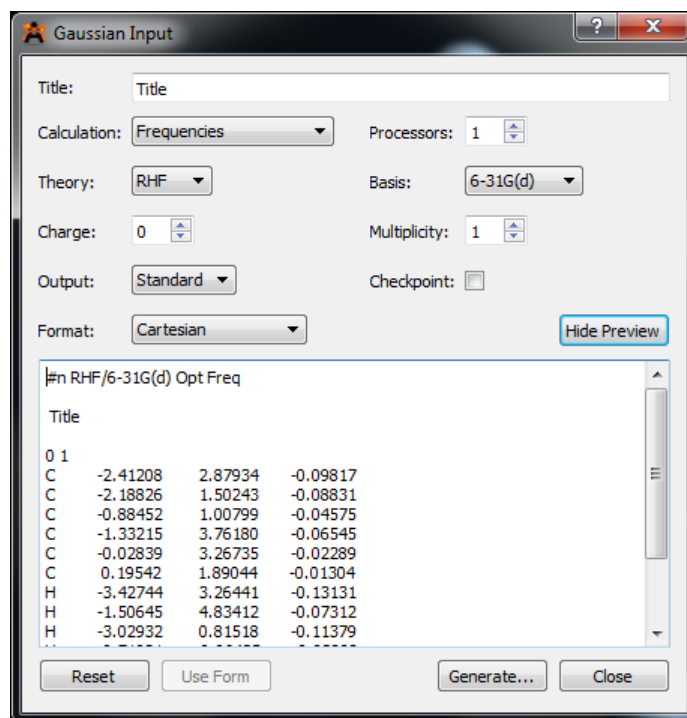 Gaussian Input
Title: Title
Calculation: Frequencies Processors: 1
Theory: RHF Basis: 6-31G(d)
Charge: 0 Multiplicity: 1
Output: Standard Checkpoint:
Format: Cartesian Hide Preview
#n RHF/6-31G(d) Opt Freq
Title
0 1
C -2.41208 2.87934 -0.09817
C -2.18826 1.50243 -0.08831
C -0.88452 1.00799 -0.04575
C -1.33215 3.76180 -0.06545
C -0.02839 3.26735 -0.02289
C 0.19542 1.89044 -0.01304
H -3.42744 3.26441 -0.13131
H -1.50645 4.83412 -0.07312
H -3.02932 0.81518 -0.11379
Reset Use Form Generate... Close